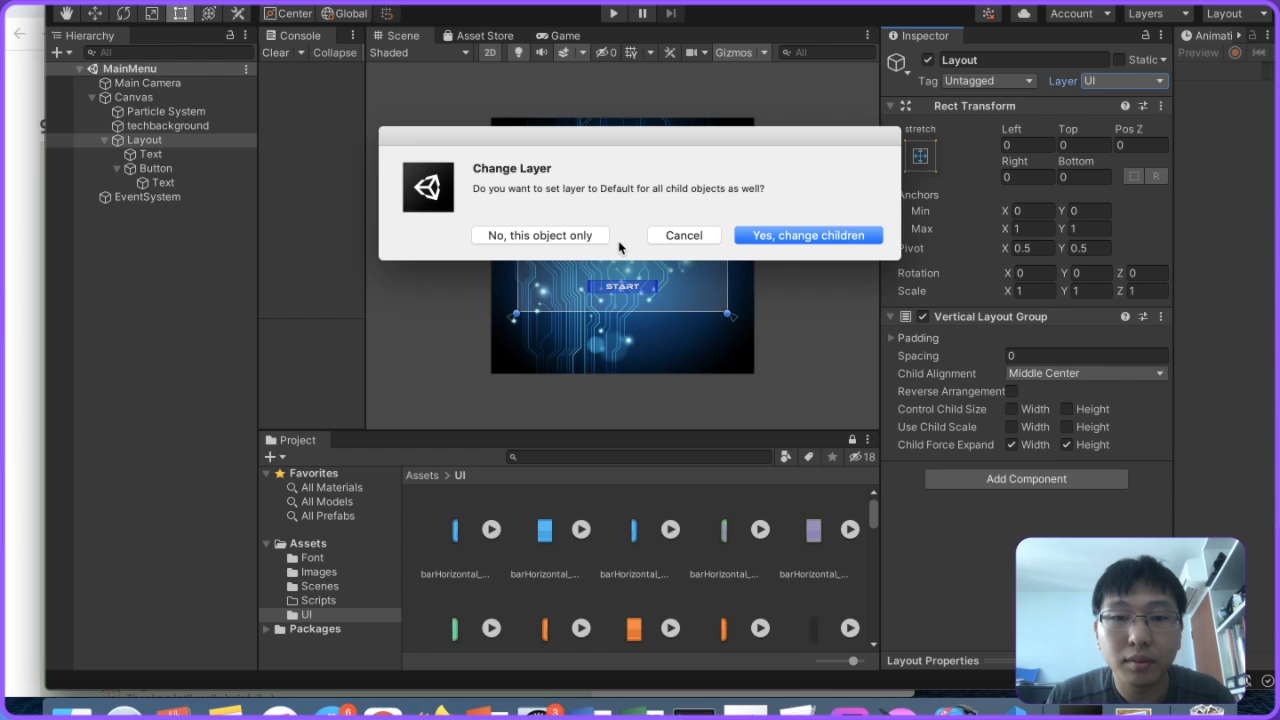 Center
Global
Account
Layers
Layout
Hierarchy
All
MainMenu
Main Camera
Canvas
Particle System
techbackground
Layout
Text
Button
Text
EventSystem
Console
Clear
Collapse
Scene
Asset Store
Game
Shaded
2D
0
Gizmos
All
Change Layer
Do you want to set layer to Default for all child objects as well?
No, this object only
Cancel
Yes, change children
START
Inspector
Layout
Static
Tag
Untagged
Layer
UI
Rect Transform
stretch
Left
Top
Pos Z
0
0
0
Right
Bottom
0
0
R
Anchors
Min
X 0
Y 0
Max
X 1
Y 1
Pivot
X 0.5
Y 0.5
Rotation
X 0
Y 0
Z 0
Scale
X 1
Y 1
Z 1
Vertical Layout Group
Padding
Spacing
0
Child Alignment
Middle Center
Reverse Arrangement
Control Child Size
Width
Height
Use Child Scale
Width
Height
Child Force Expand
Width
Height
Add Component
Layout Properties
Animati
Preview
Project
18
Favorites
All Materials
All Models
All Prefabs
Assets
Font
Images
Scenes
Scripts
UI
Packages
Assets > UI
barHorizontal_...
barHorizontal_...
barHorizontal_...
barHorizontal_...
barHorizontal_...
6
3